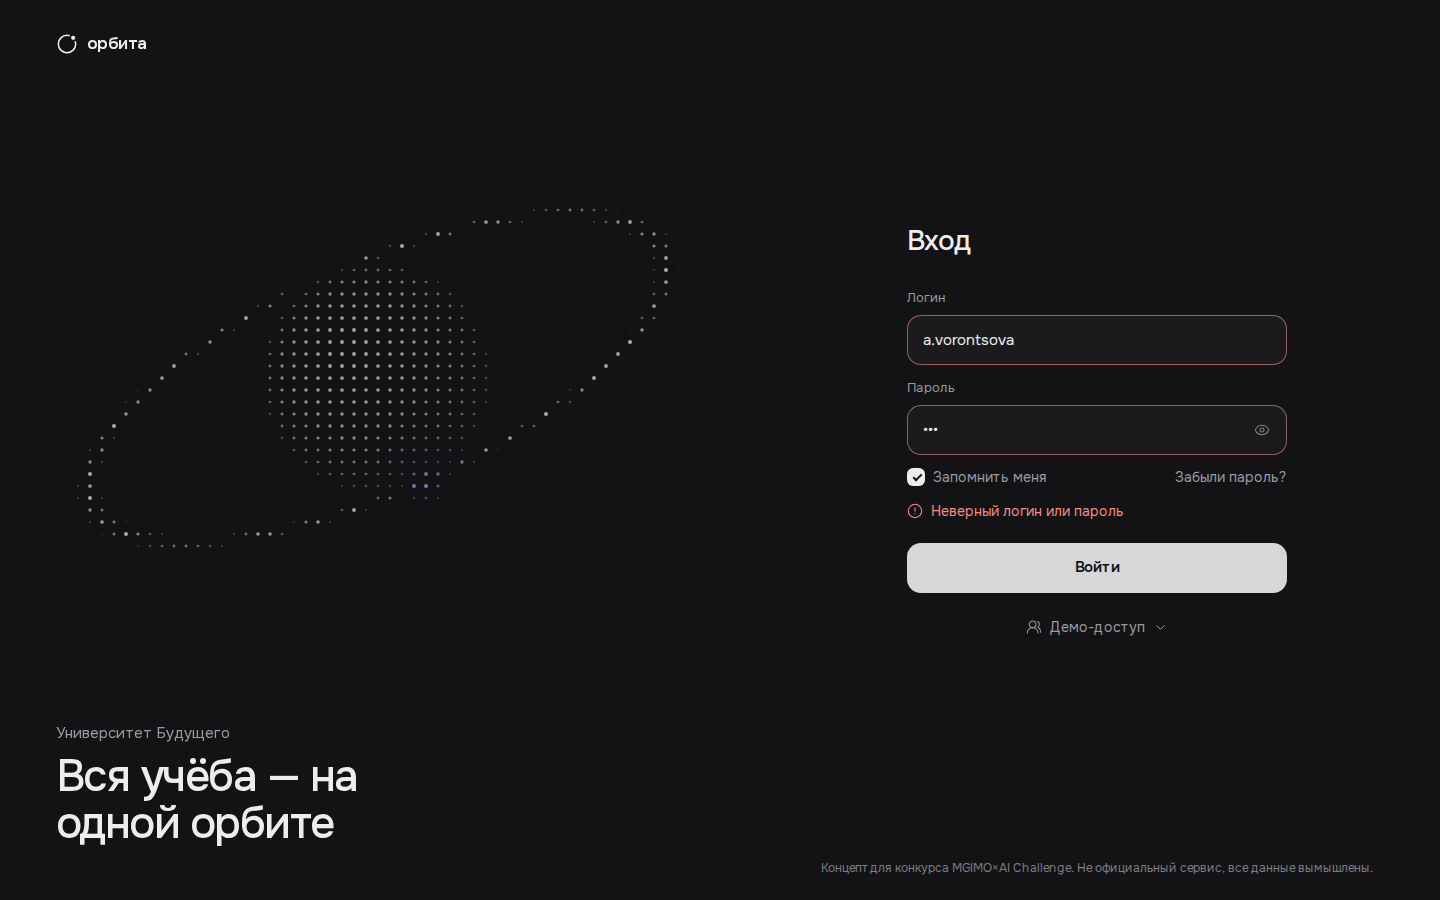 орбита
Вход
Логин
a.vorontsova
Пароль
•••
Запомнить меня
Забыли пароль?
Неверный логин или пароль
Войти
Демо-доступ
Университет Будущего
Вся учёба — на
одной орбите
Концепт для конкурса MGIMO×AI Challenge. Не официальный сервис, все данные вымышлены.